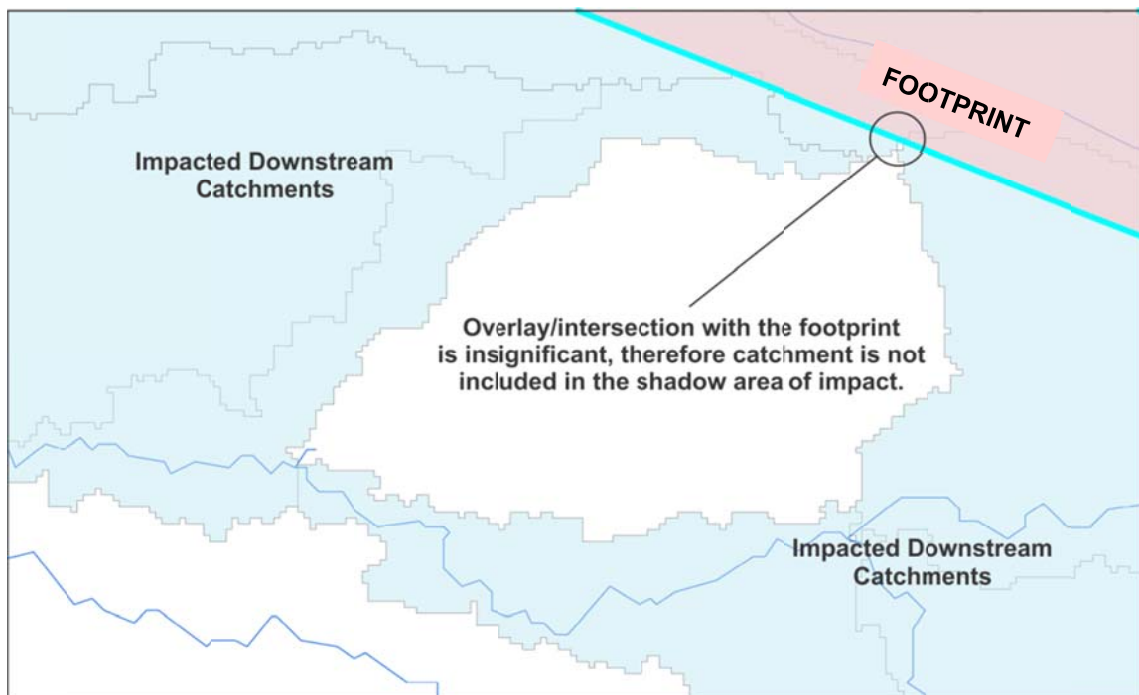 FOOTPRINT
Impacted Downstream
Catchments
Overlay/intersection with the footprint
is insignificant, therefore catchment is not
included in the shadow area of impact.
Impacted Downstream
Catchments